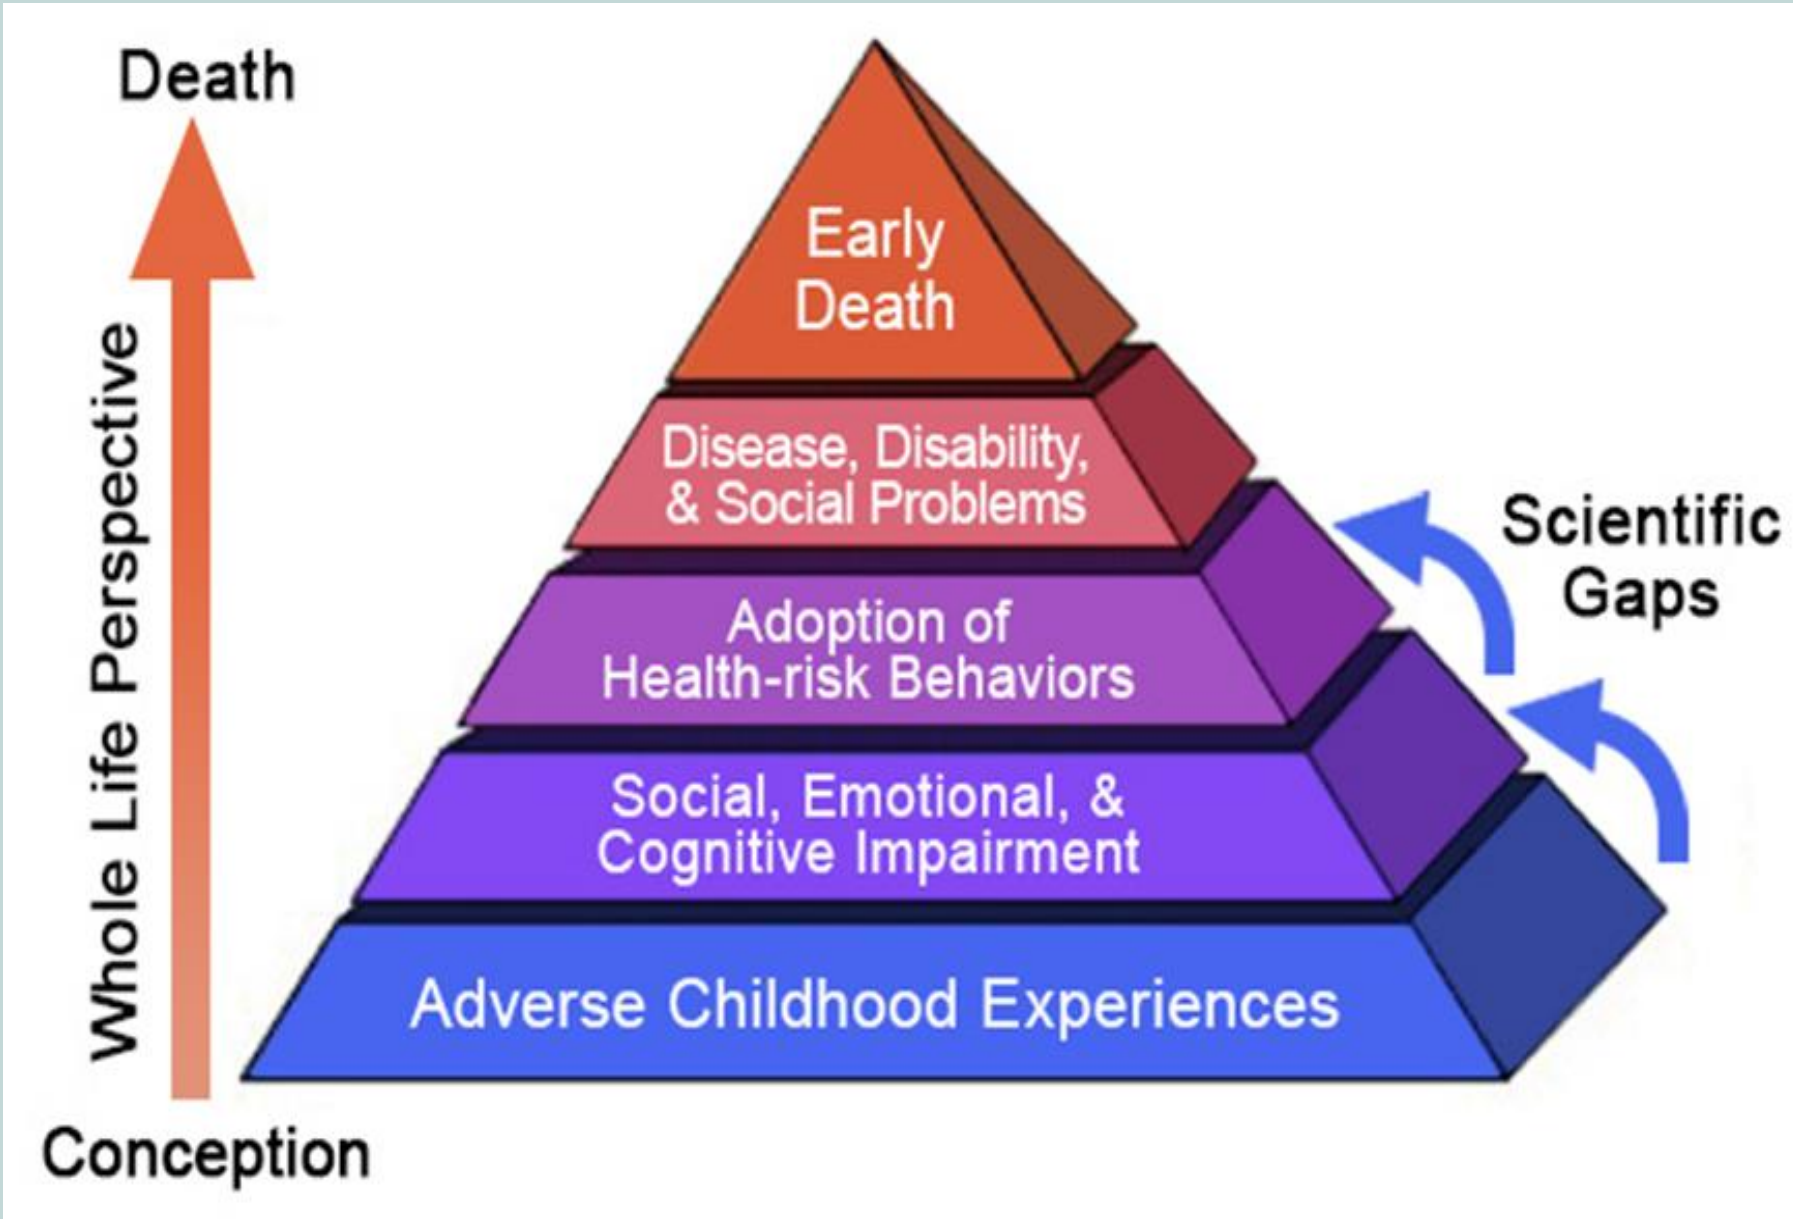 Death
Whole Life Perspective
Conception
Early
Death
Disease, Disability,
& Social Problems
Adoption of
Health-risk Behaviors
Social, Emotional, &
Cognitive Impairment
Adverse Childhood Experiences
Scientific
Gaps